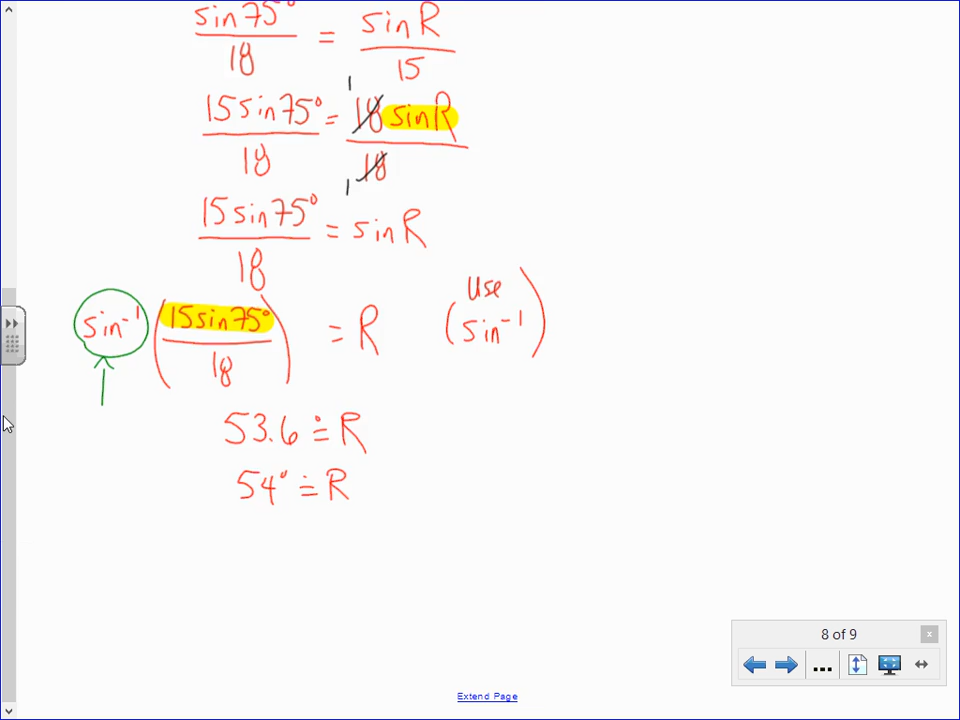 sin75° / 18 = sinR / 15
15sin75° / 18 = 1 18 sinR / 1 18
15sin75° / 18 = sinR
sin⁻¹ (15sin75° / 18) = R (use sin⁻¹)
53.6 ≐ R
54° ≐ R
8 of 9
x
...
Extend Page